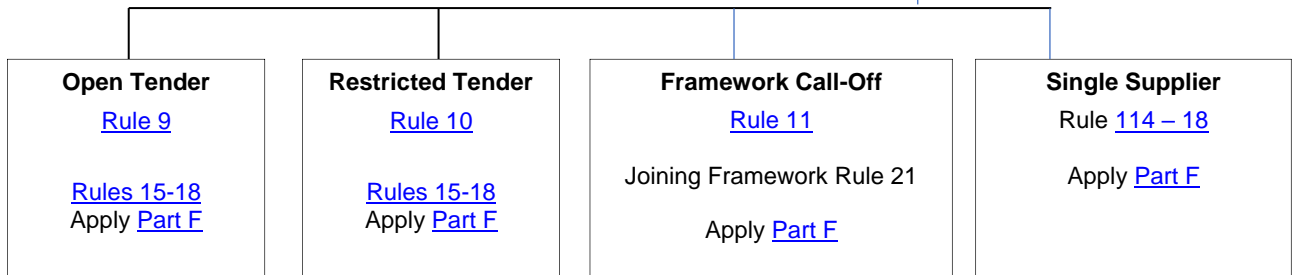 Open Tender
Rule 9
Rules 15-18
Apply Part F
Restricted Tender
Rule 10
Rules 15-18
Apply Part F
Framework Call-Off
Rule 11
Joining Framework Rule 21
Apply Part F
Single Supplier
Rule 114 – 18
Apply Part F